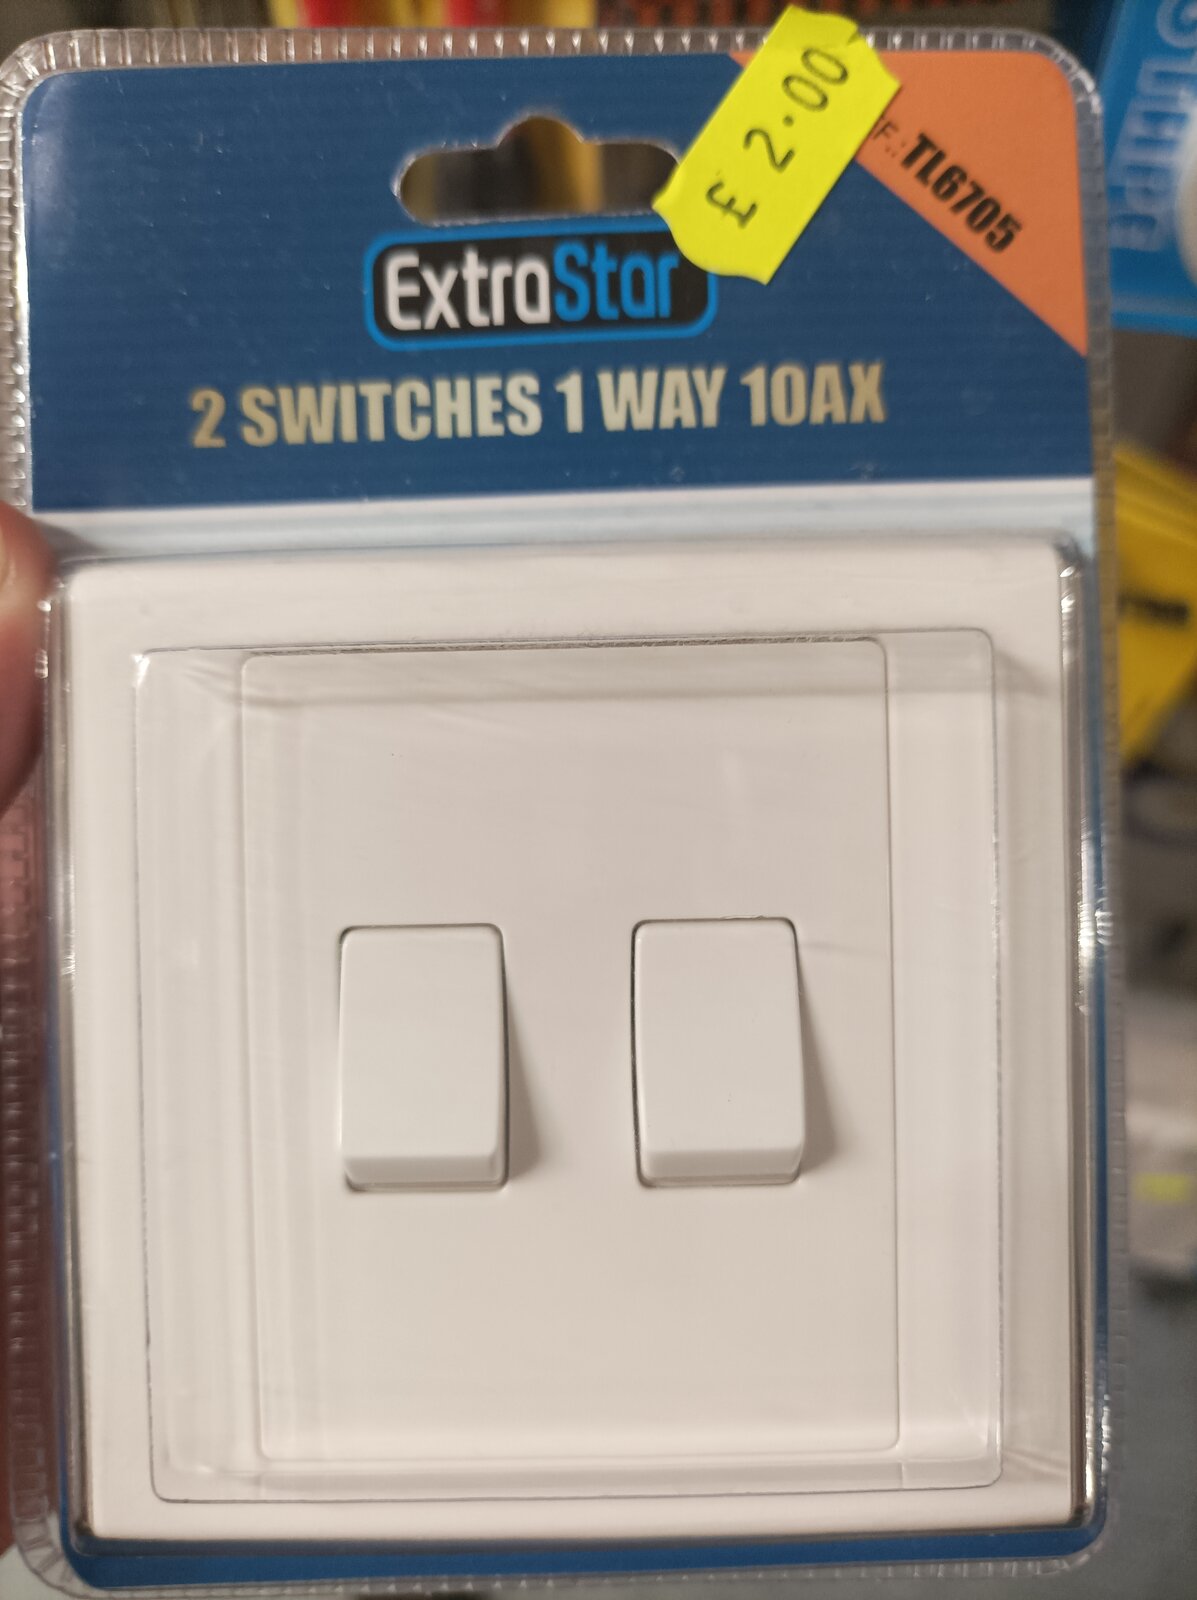 £2.00
F.: TL6705
ExtraStar
2 SWITCHES 1 WAY 10AX